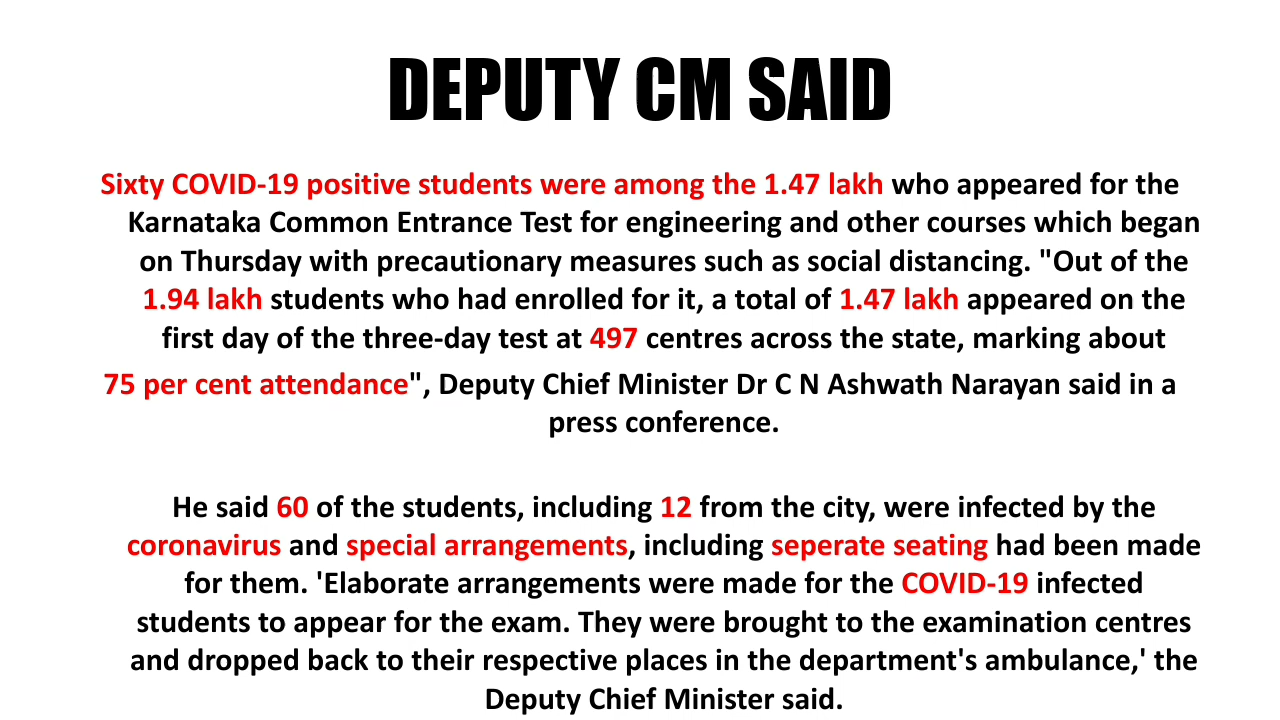 DEPUTY CM SAID
Sixty COVID-19 positive students were among the 1.47 lakh who appeared for the
Karnataka Common Entrance Test for engineering and other courses which began
on Thursday with precautionary measures such as social distancing. "Out of the
1.94 lakh students who had enrolled for it, a total of 1.47 lakh appeared on the
first day of the three-day test at 497 centres across the state, marking about
75 per cent attendance", Deputy Chief Minister Dr C N Ashwath Narayan said in a
press conference.
He said 60 of the students, including 12 from the city, were infected by the
coronavirus and special arrangements, including seperate seating had been made
for them. 'Elaborate arrangements were made for the COVID-19 infected
students to appear for the exam. They were brought to the examination centres
and dropped back to their respective places in the department's ambulance,' the
Deputy Chief Minister said.